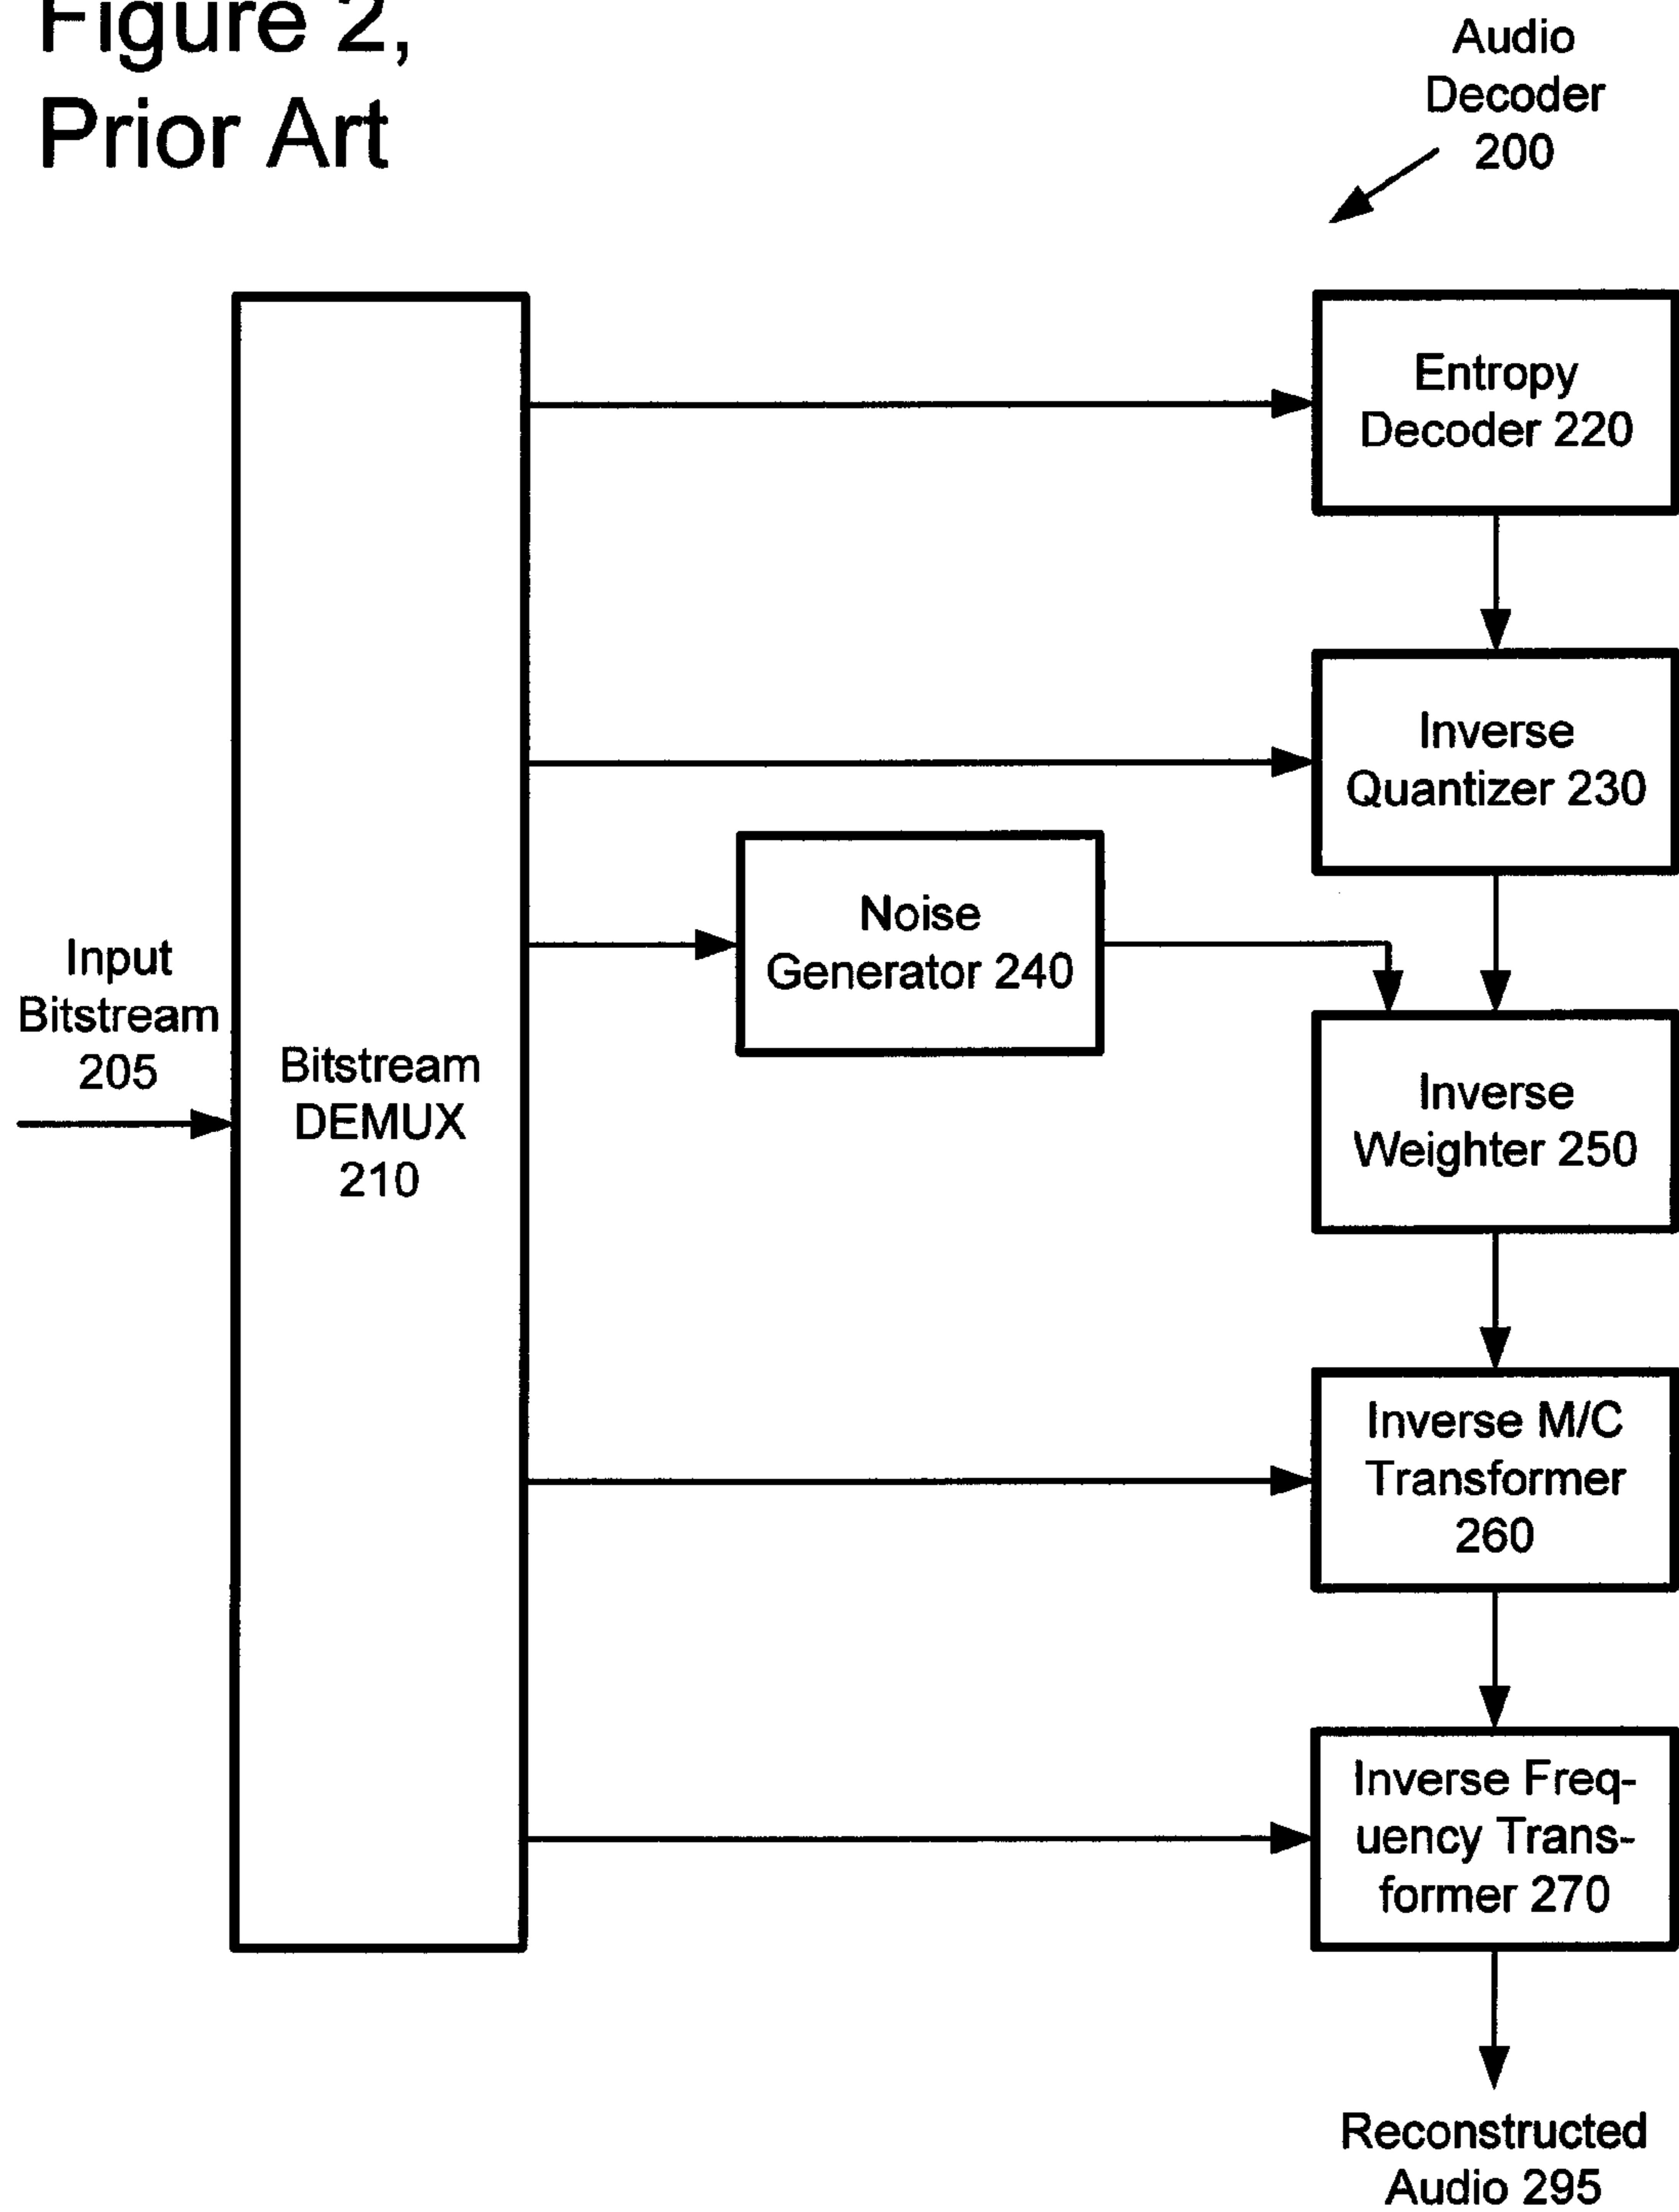 Figure 2,
Prior Art
Audio
Decoder
200
Entropy
Decoder 220
Inverse
Quantizer 230
Noise
Generator 240
Input
Bitstream
205
Bitstream
DEMUX
210
Inverse
Weighter 250
Inverse M/C
Transformer
260
Inverse Freq-
uency Trans-
former 270
Reconstructed
Audio 295